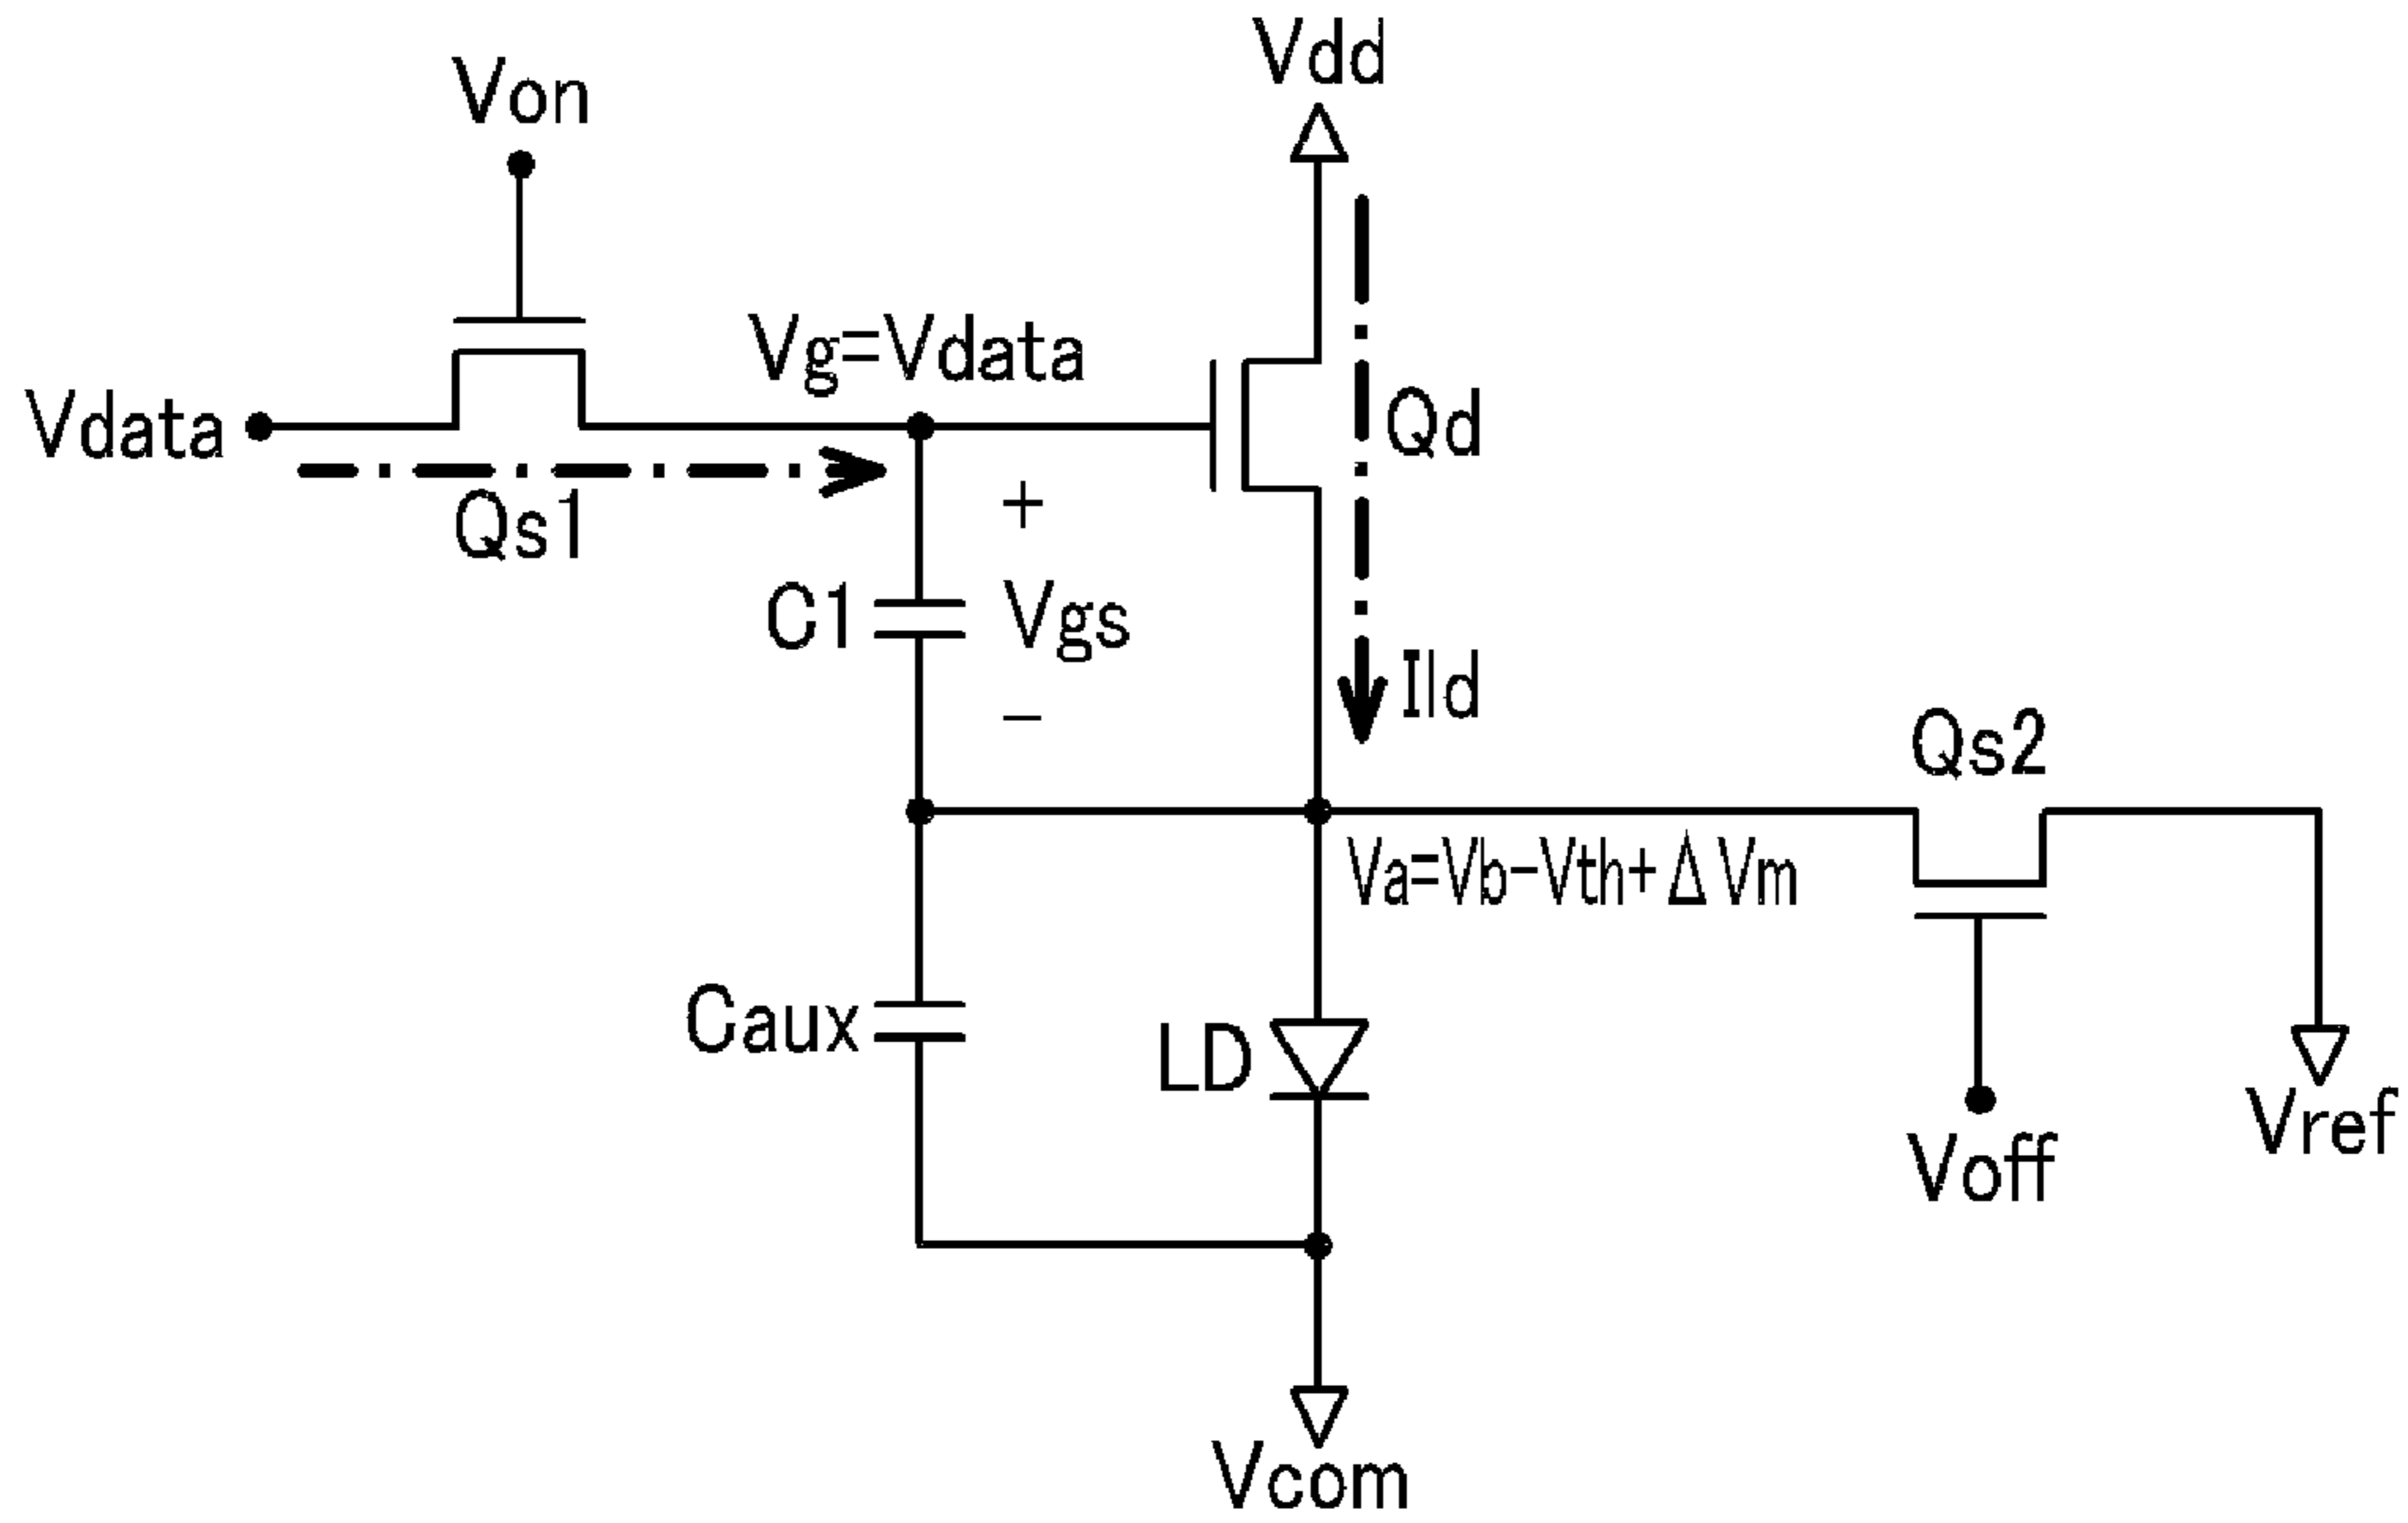 Vdd
Von
Vg=Vdata
Vdata
Qd
Qs1
+
C1
Vgs
Ild
−
Qs2
Va=Vb-Vth+ΔVm
Caux
LD
Vref
Voff
Vcom